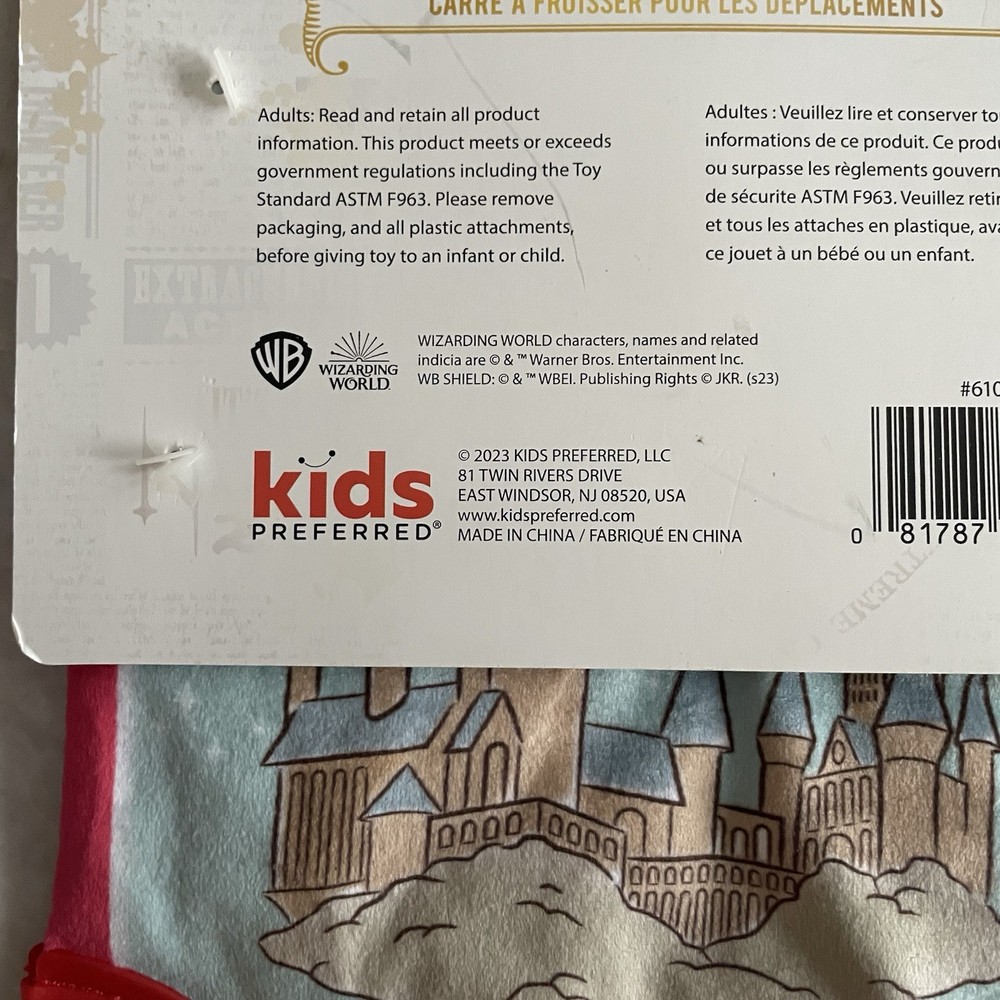 CARRÉ À FROISSER POUR LES DÉPLACEMENTS
Adults: Read and retain all product
information. This product meets or exceeds
government regulations including the Toy
Standard ASTM F963. Please remove
packaging, and all plastic attachments,
before giving toy to an infant or child.
Adultes : Veuillez lire et conserver
informations de ce produit. Ce
ou surpasse les règlements
de sécurite ASTM F963. Veuillez
et tous les attaches en plastique,
ce jouet à un bébé ou un enfant.
1
WB
WIZARDING
WORLD
WIZARDING WORLD characters, names and related
indicia are © & ™ Warner Bros. Entertainment Inc.
WB SHIELD: © & ™ WBEI. Publishing Rights © JKR. (s23)
#610
kids
PREFERRED®
© 2023 KIDS PREFERRED, LLC
81 TWIN RIVERS DRIVE
EAST WINDSOR, NJ 08520, USA
www.kidspreferred.com
MADE IN CHINA / FABRIQUÉ EN CHINA
0 81787